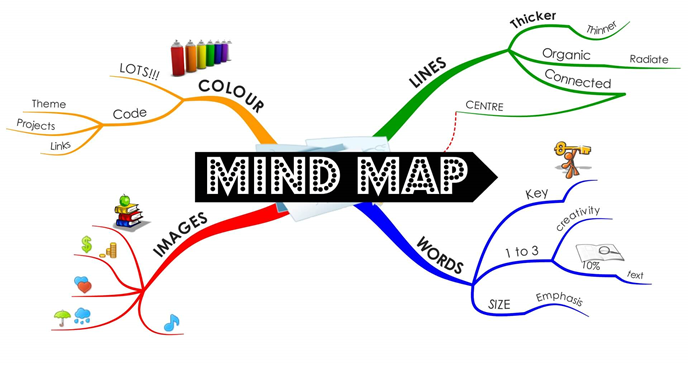 MIND MAP
COLOUR
LOTS!!!
Code
Theme
Projects
Links
LINES
Thicker
Thinner
Organic
Radiate
Connected
CENTRE
IMAGES
WORDS
Key
1 to 3
creativity
10%
text
SIZE
Emphasis